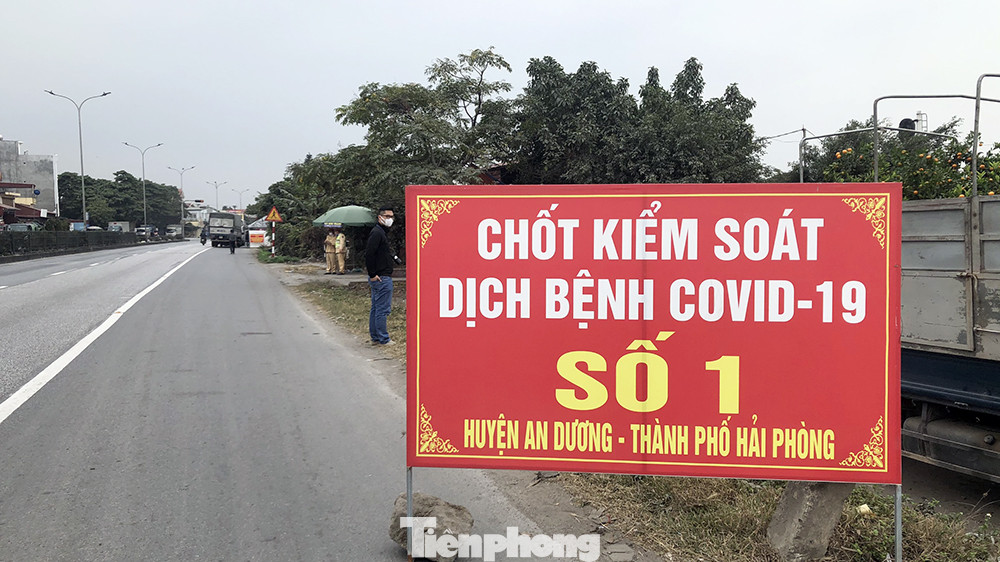 CHỐT KIỂM SOÁT
DỊCH BỆNH COVID-19
SỐ 1
HUYỆN AN DƯƠNG - THÀNH PHỐ HẢI PHÒNG
Tienphong